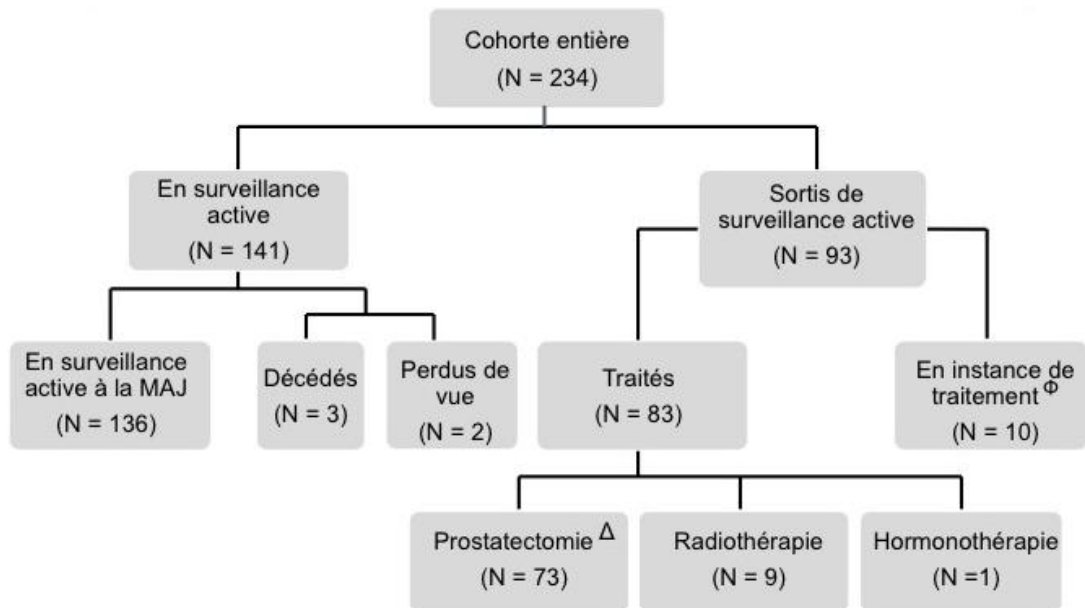 Cohorte entière
(N = 234)
En surveillance
active
(N = 141)
Sortis de
surveillance active
(N = 93)
En surveillance
active à la MAJ
(N = 136)
Décédés
(N = 3)
Perdus de
vue
(N = 2)
Traités
(N = 83)
En instance de
traitement Φ
(N = 10)
Prostatectomie Δ
(N = 73)
Radiothérapie
(N = 9)
Hormonothérapie
(N =1)